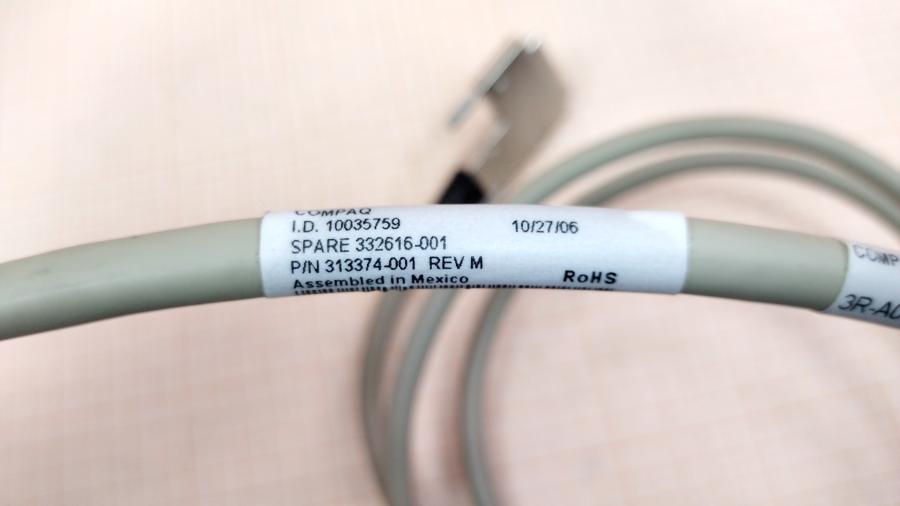 COMPAQ
I.D. 10035759 10/27/06
SPARE 332616-001
P/N 313374-001 REV M
Assembled in Mexico RoHS